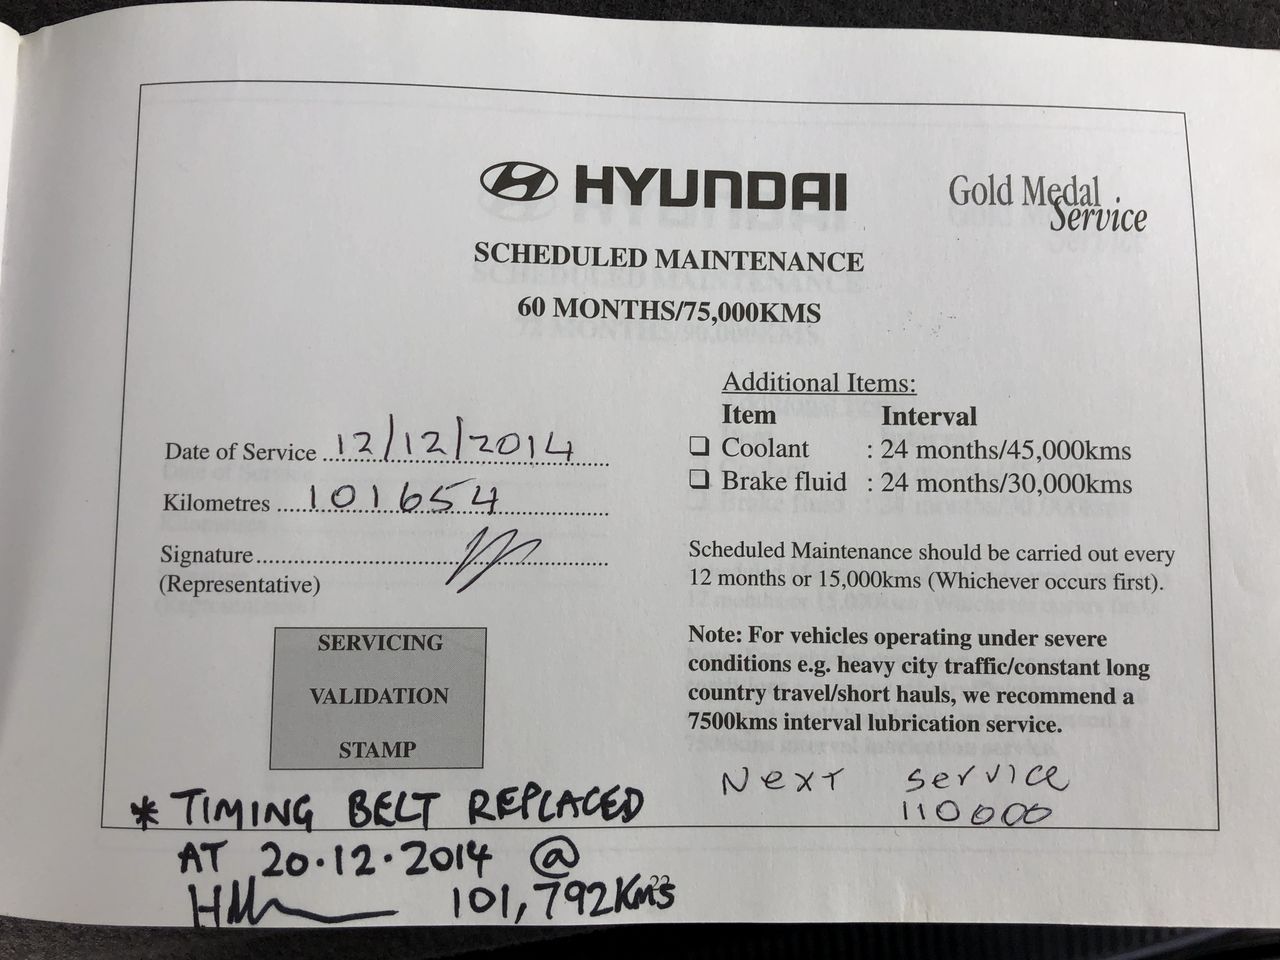 HYUNDAI
Gold Medal
Service
SCHEDULED MAINTENANCE
60 MONTHS/75,000KMS
Date of Service 12/12/2014
Kilometres 101654
Signature
(Representative)
SERVICING
VALIDATION
STAMP
Additional Items:
Item Interval
❏ Coolant : 24 months/45,000kms
❏ Brake fluid : 24 months/30,000kms
Scheduled Maintenance should be carried out every
12 months or 15,000kms (Whichever occurs first).
Note: For vehicles operating under severe
conditions e.g. heavy city traffic/constant long
country travel/short hauls, we recommend a
7500kms interval lubrication service.
Next service
110000
* TIMING BELT REPLACED
AT 20.12.2014 @
101,792Kms
22